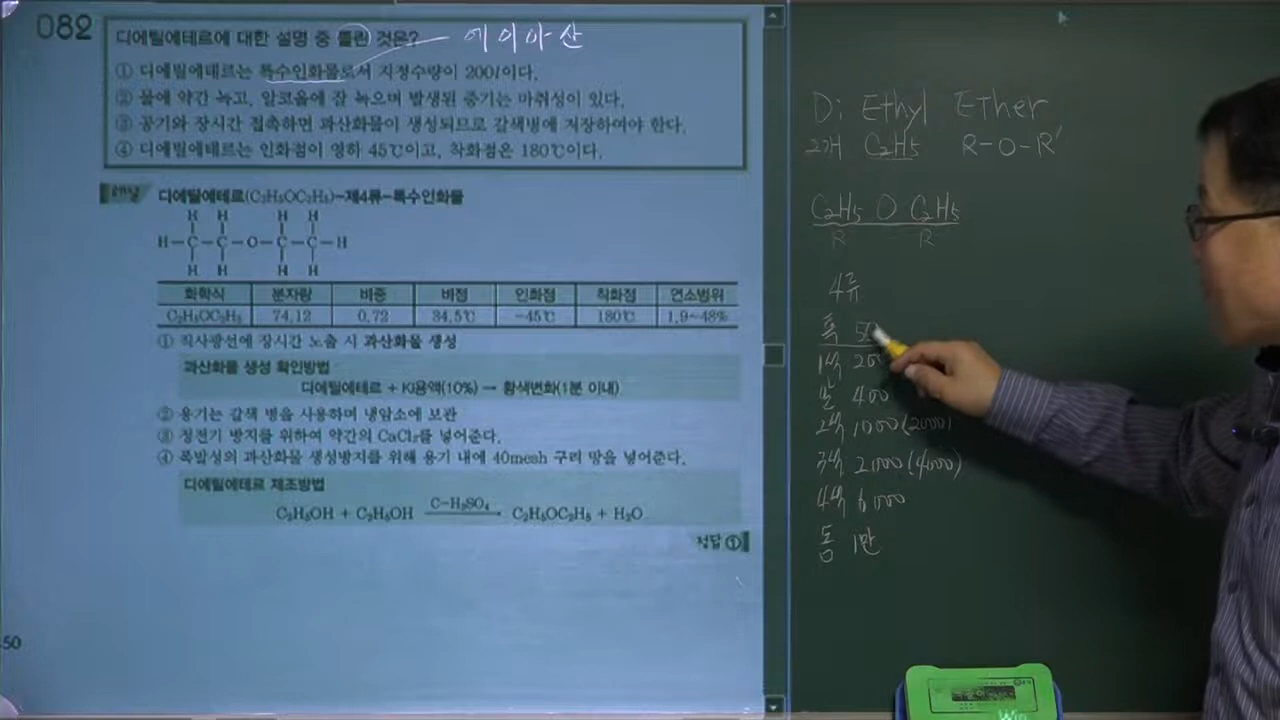 082
디에틸에테르에 대한 설명 중 틀린 것은?
에이아산
① 디에틸에테르는 특수인화물로서 지정수량이 200l이다.
② 물에 약간 녹고, 알코올에 잘 녹으며 발생된 증기는 마취성이 있다.
③ 공기와 장시간 접촉하면 과산화물이 생성되므로 갈색병에 저장하여야 한다.
④ 디에틸에테르는 인화점이 영하 45℃이고, 착화점은 180℃이다.
해설
디에틸에테르(C₂H₅OC₂H₅)-제4류-특수인화물
H H H H
H-C-C-O-C-C-H
H H H H
화학식 분자량 비중 비점 인화점 착화점 연소범위
C₂H₅OC₂H₅ 74.12 0.72 34.5℃ -45℃ 180℃ 1.9~48%
① 직사광선에 장시간 노출 시 과산화물 생성
과산화물 생성 확인방법
디에틸에테르 + KI용액(10%) → 황색변화(1분 이내)
② 용기는 갈색 병을 사용하며 냉암소에 보관
③ 정전기 방지를 위하여 약간의 CaCl₂를 넣어준다.
④ 폭발성의 과산화물 생성방지를 위해 용기 내에 40mesh 구리 망을 넣어준다.
디에틸에테르 제조방법
C₂H₅OH + C₂H₅OH C-H₂SO₄ → C₂H₅OC₂H₅ + H₂O
정답 ①
50
Di Ethyl Ether
2개 C₂H₅ R-O-R'
C₂H₅ O C₂H₅
R R
4류
특 50
1석 200
알 400
2석 1000(2000)
3석 2000(4000)
4석 6000
동 1만